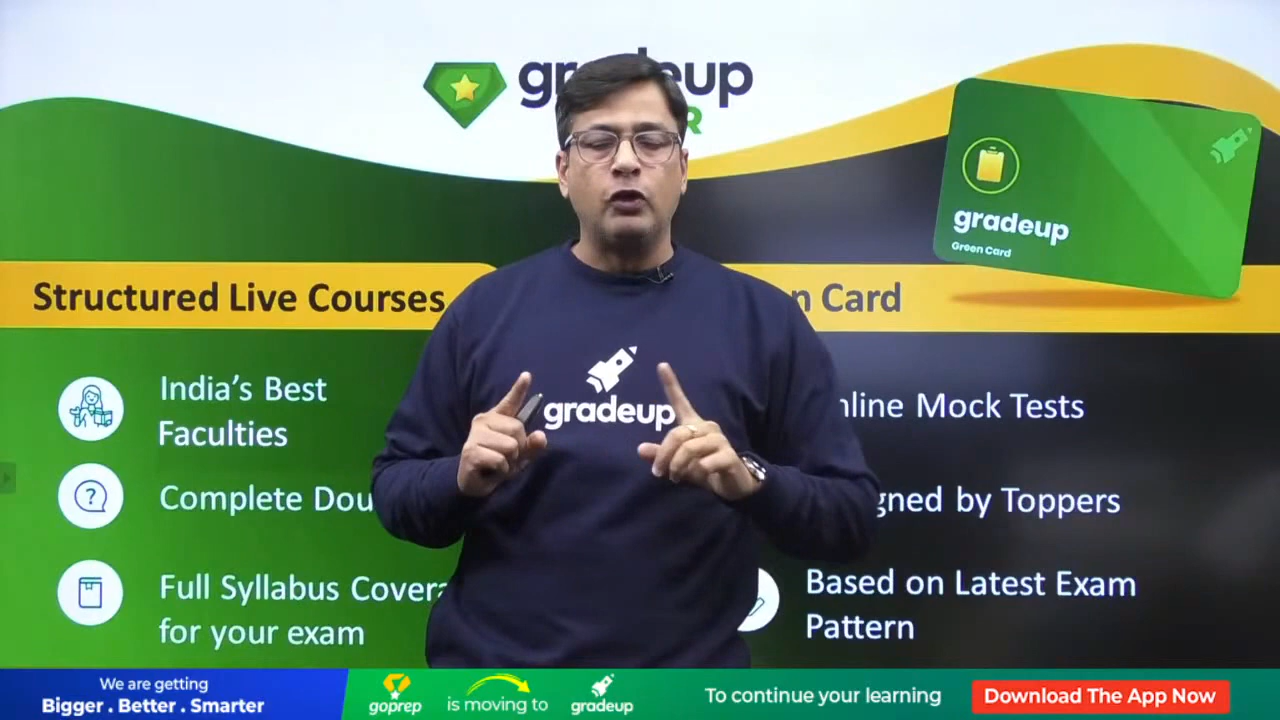 gradeup
Structured Live Courses
n Card
gradeup
Green Card
India's Best
Faculties
Complete Dou
Full Syllabus Covera
for your exam
nline Mock Tests
gned by Toppers
Based on Latest Exam
Pattern
gradeup
We are getting
Bigger . Better . Smarter
goprep
is moving to
gradeup
To continue your learning
Download The App Now